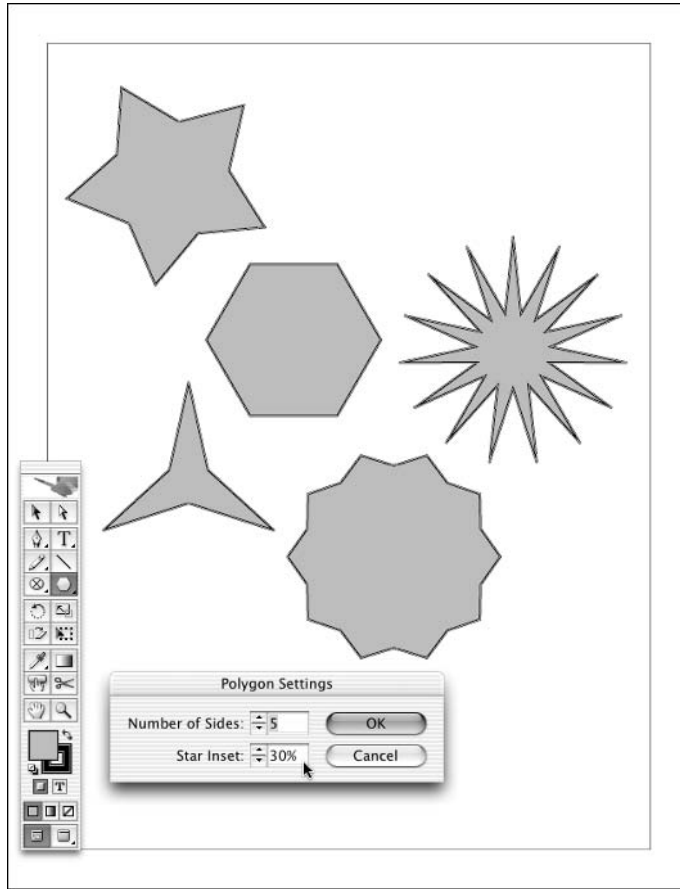 T
T
Polygon Settings
Number of Sides: 5
OK
Star Inset: 30%
Cancel